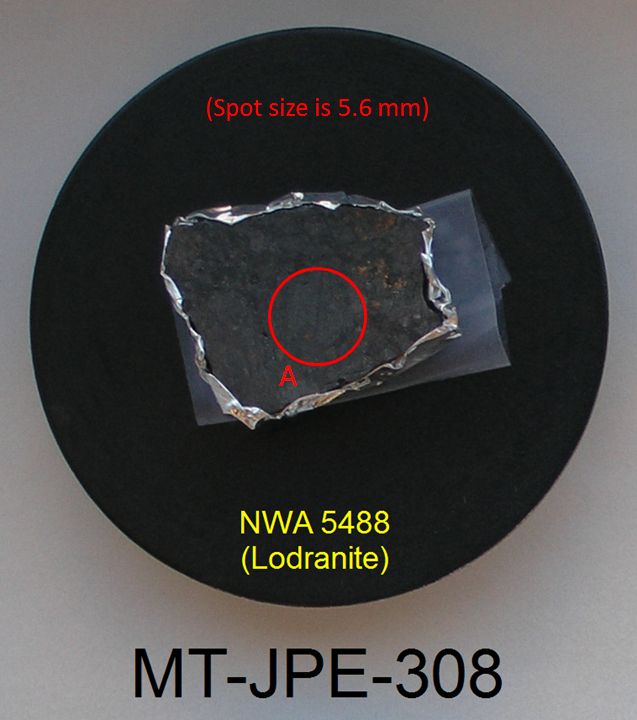 (Spot size is 5.6 mm)
A
NWA 5488
(Lodranite)
MT-JPE-308